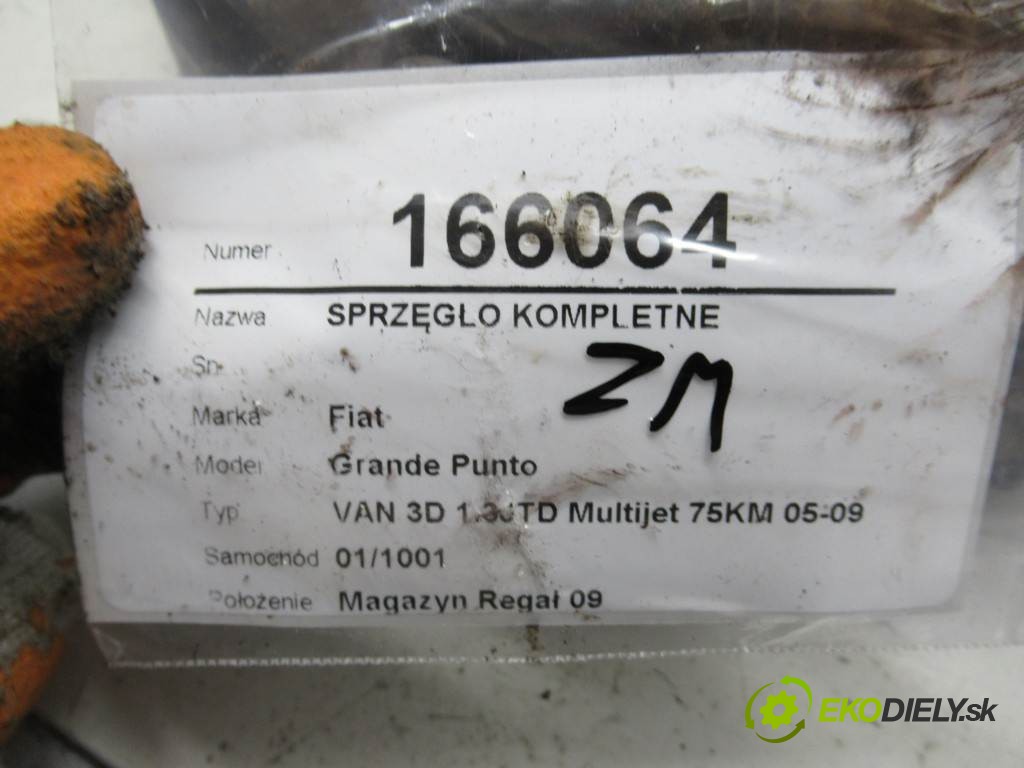 Numer 166064
Nazwa SPRZĘGŁO KOMPLETNE
Sn
ZM
Marka Fiat
Model Grande Punto
Typ VAN 3D 1.3JTD Multijet 75KM 05-09
Samochód 01/1001
Położenie Magazyn Regał 09
EKODIELY.sk